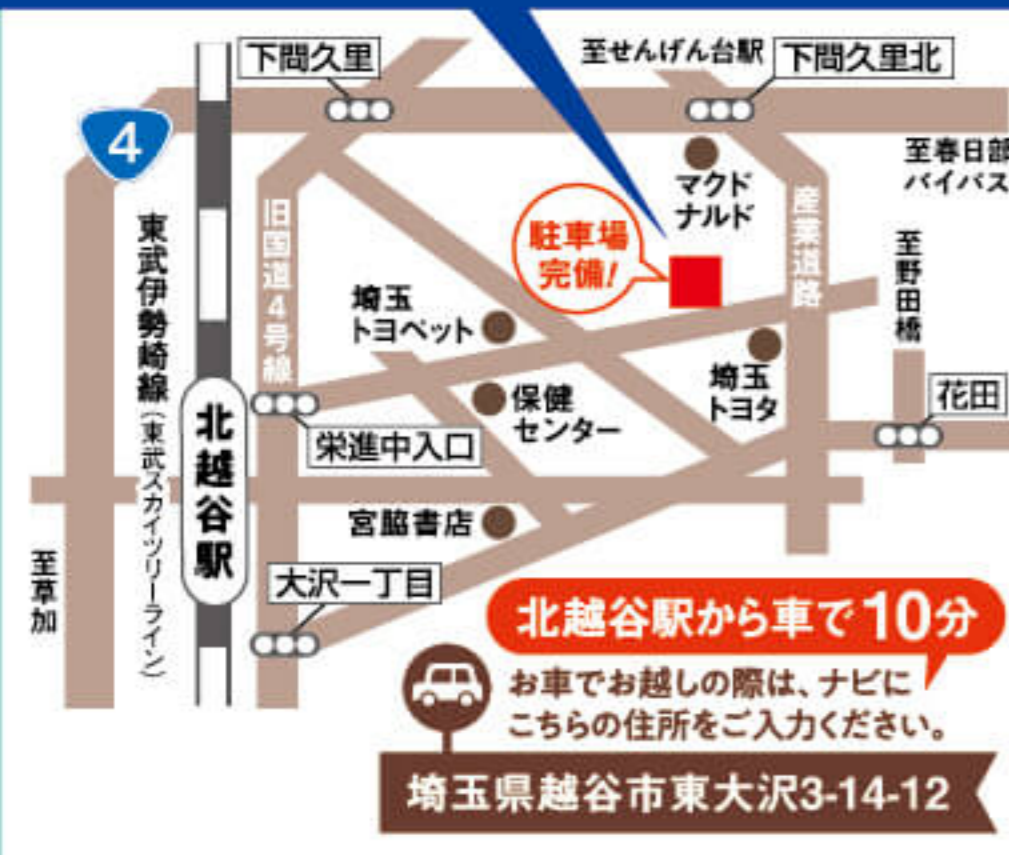 下間久里
至せんげん台駅
下間久里北
4
至春日部
バイパス
マクド
ナルド
旧国道4号線
産業道路
駐車場
完備!
至野田橋
東武伊勢崎線(東武スカイツリーライン)
埼玉
トヨペット
埼玉
トヨタ
保健
センター
花田
北越谷駅
栄進中入口
宮脇書店
至草加
大沢一丁目
北越谷駅から車で10分
お車でお越しの際は、ナビに
こちらの住所をご入力ください。
埼玉県越谷市東大沢3-14-12